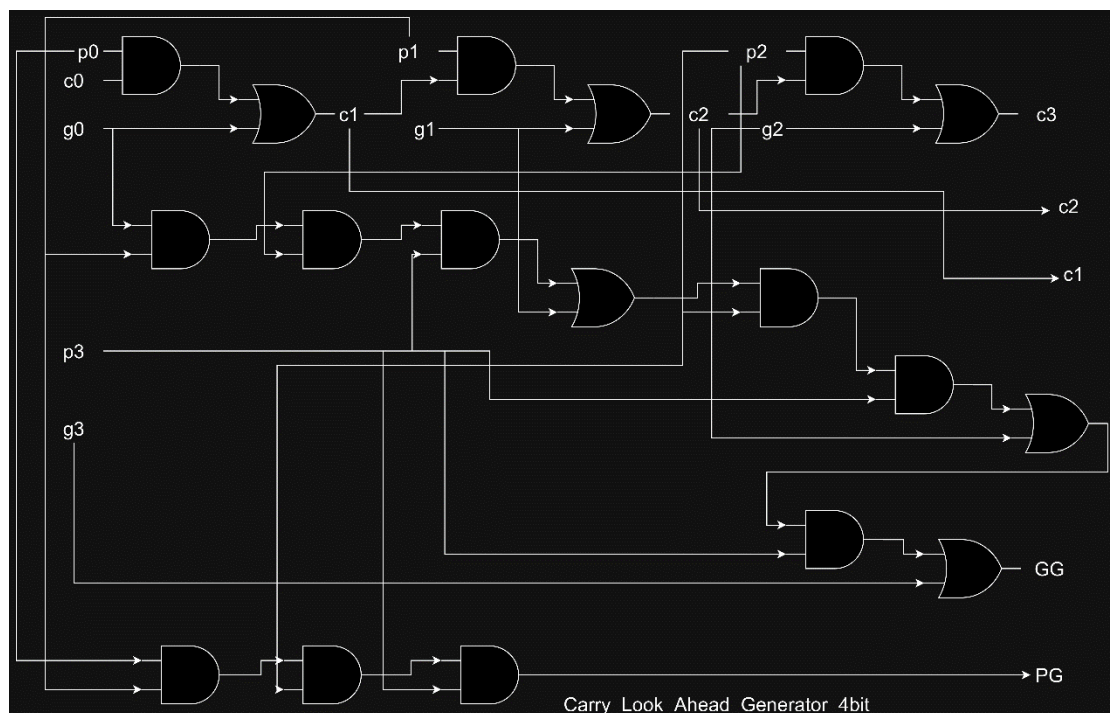 p0
p1
p2
c0
g0
c1
g1
c2
g2
c3
c2
c1
p3
g3
GG
PG
Carry Look Ahead Generator 4bit